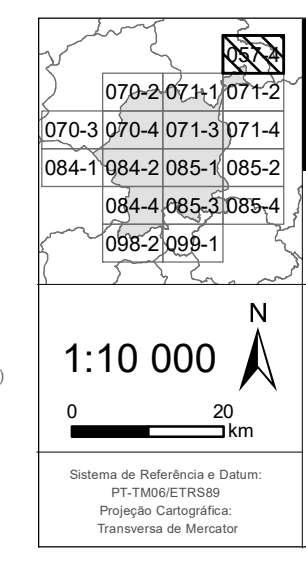 057-4
070-2 071-1 071-2
070-3 070-4 071-3 071-4
084-1 084-2 085-1 085-2
084-4 085-3 085-4
098-2 099-1
N
1:10 000
0 20
km
Sistema de Referência e Datum:
PT-TM06/ETRS89
Projeção Cartográfica:
Transversa de Mercator
)